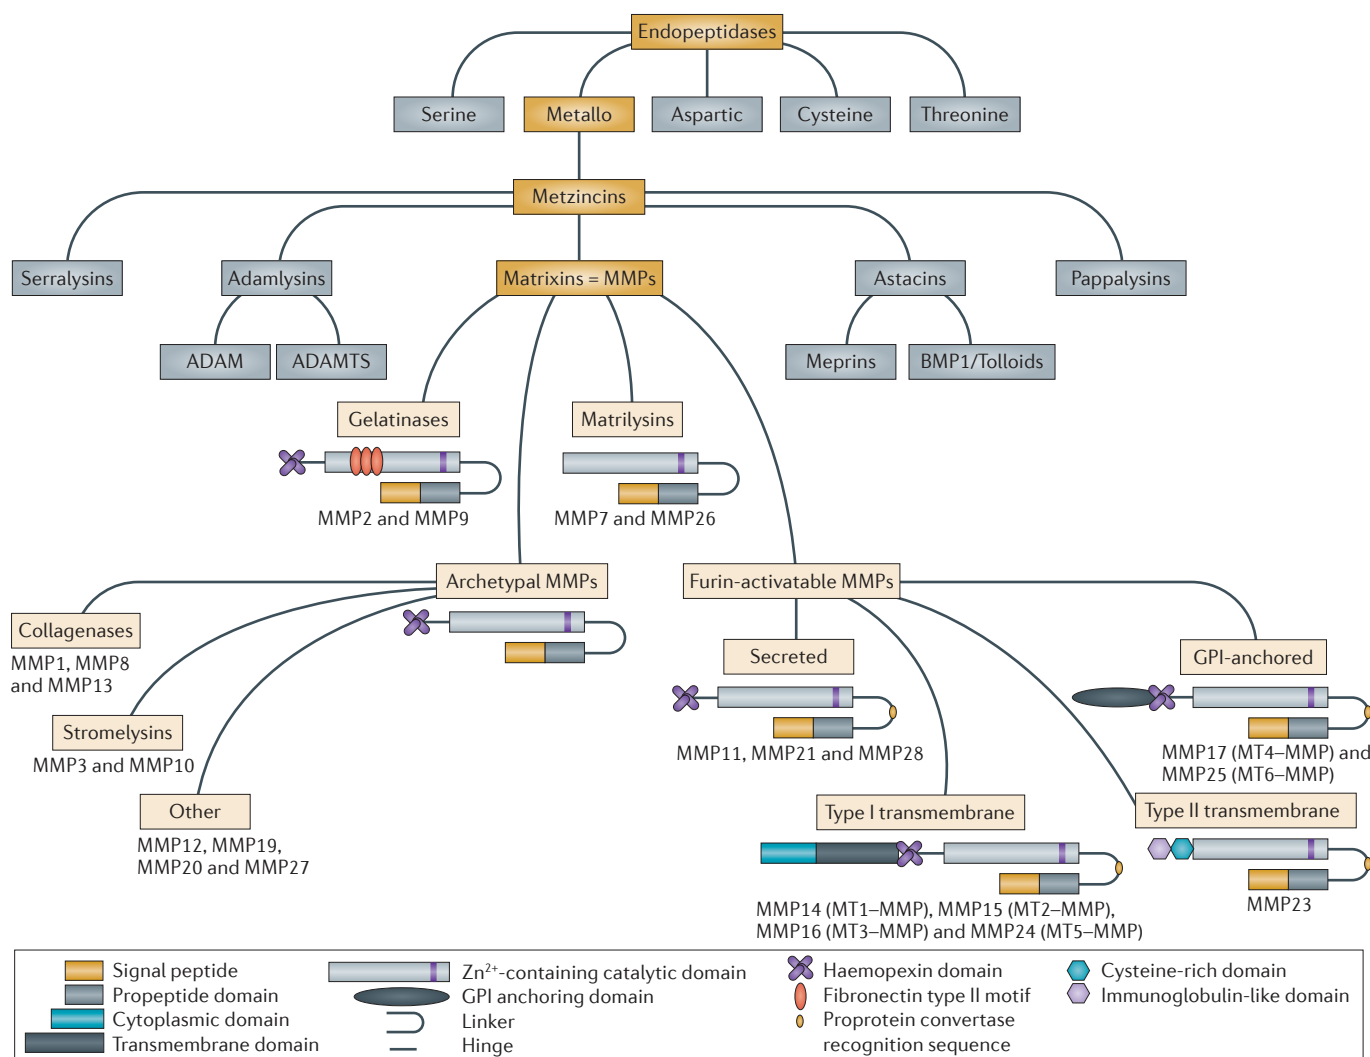 Endopeptidases
Serine
Metallo
Aspartic
Cysteine
Threonine
Metzincins
Serralysins
Adamlysins
Matrixins = MMPs
Astacins
Pappalysins
ADAM
ADAMTS
Meprins
BMP1/Tolloids
Gelatinases
Matrilysins
MMP2 and MMP9
MMP7 and MMP26
Archetypal MMPs
Furin-activatable MMPs
Collagenases
MMP1, MMP8
and MMP13
Secreted
GPI-anchored
Stromelysins
MMP3 and MMP10
MMP11, MMP21 and MMP28
MMP17 (MT4–MMP) and
MMP25 (MT6–MMP)
Other
MMP12, MMP19,
MMP20 and MMP27
Type I transmembrane
Type II transmembrane
MMP14 (MT1–MMP), MMP15 (MT2–MMP),
MMP16 (MT3–MMP) and MMP24 (MT5–MMP)
MMP23
Signal peptide
Propeptide domain
Cytoplasmic domain
Transmembrane domain
Zn²⁺-containing catalytic domain
GPI anchoring domain
Linker
Hinge
Haemopexin domain
Fibronectin type II motif
Proprotein convertase
recognition sequence
Cysteine-rich domain
Immunoglobulin-like domain